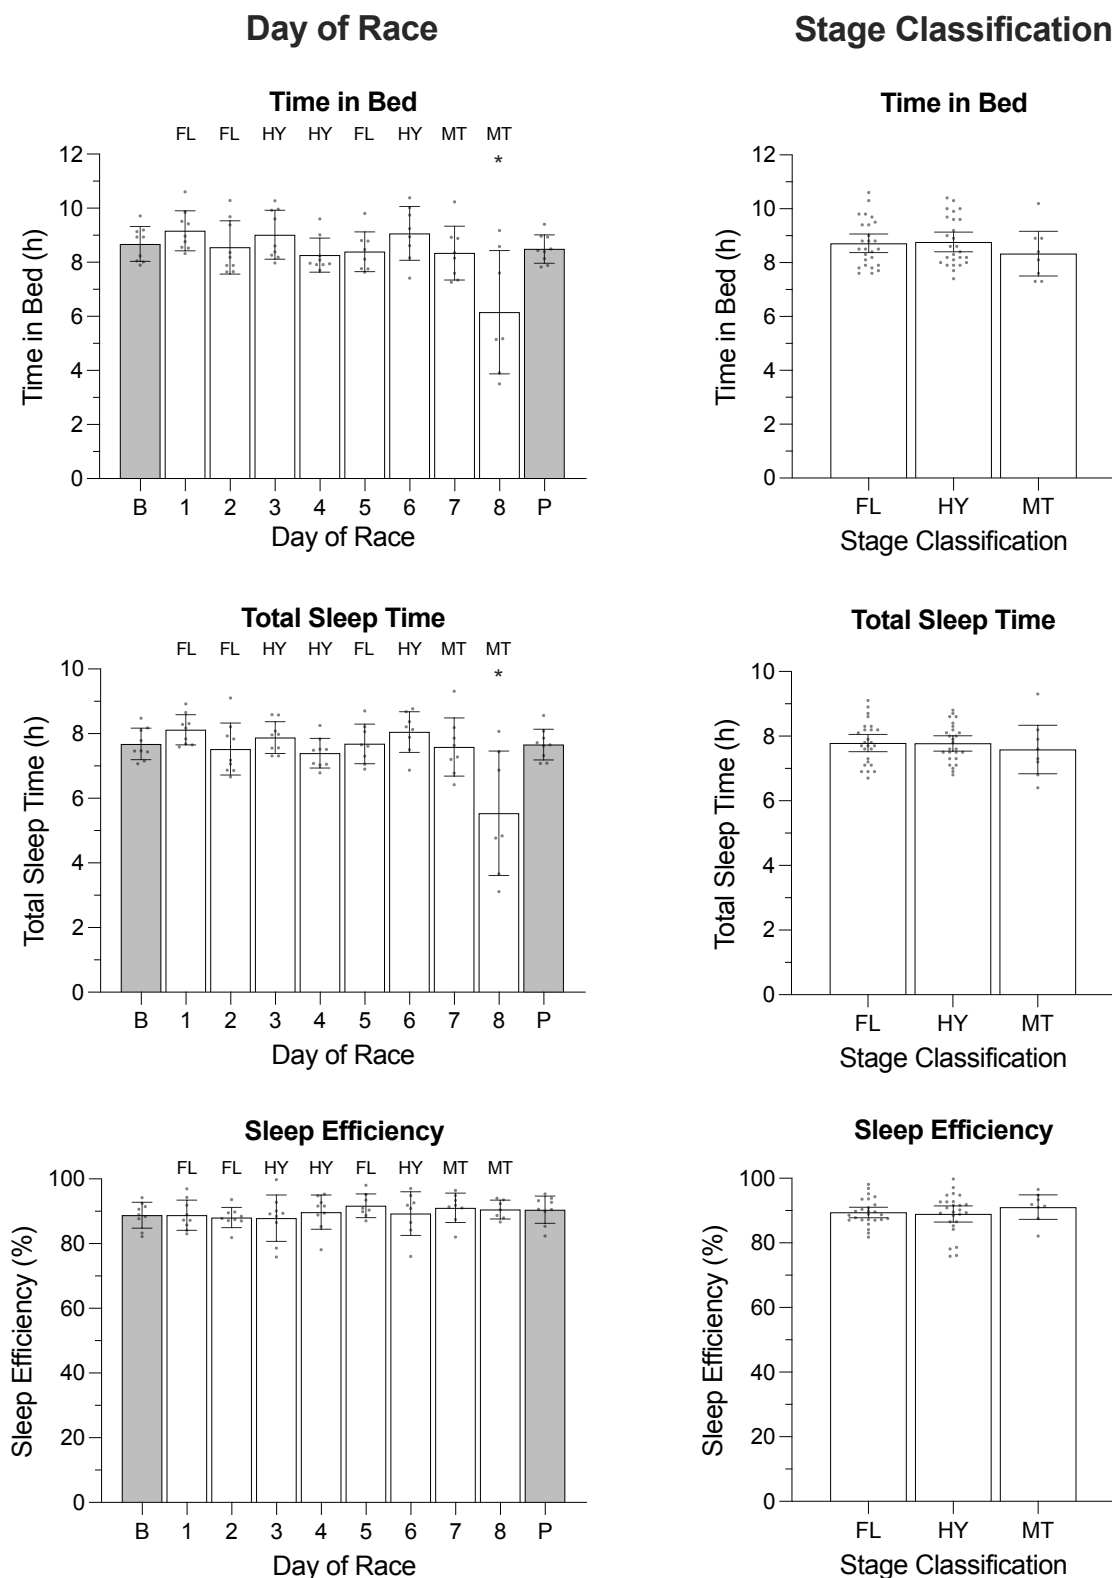 Day of Race
Stage Classification
Time in Bed
FL FL HY HY FL HY MT MT
*
Time in Bed (h)
12
10
8
6
4
2
0
B 1 2 3 4 5 6 7 8 P
Day of Race
Time in Bed
Time in Bed (h)
12
10
8
6
4
2
0
FL HY MT
Stage Classification
Total Sleep Time
FL FL HY HY FL HY MT MT
*
Total Sleep Time (h)
10
8
6
4
2
0
B 1 2 3 4 5 6 7 8 P
Day of Race
Total Sleep Time
Total Sleep Time (h)
10
8
6
4
2
0
FL HY MT
Stage Classification
Sleep Efficiency
FL FL HY HY FL HY MT MT
Sleep Efficiency (%)
100
80
60
40
20
0
B 1 2 3 4 5 6 7 8 P
Day of Race
Sleep Efficiency
Sleep Efficiency (%)
100
80
60
40
20
0
FL HY MT
Stage Classification